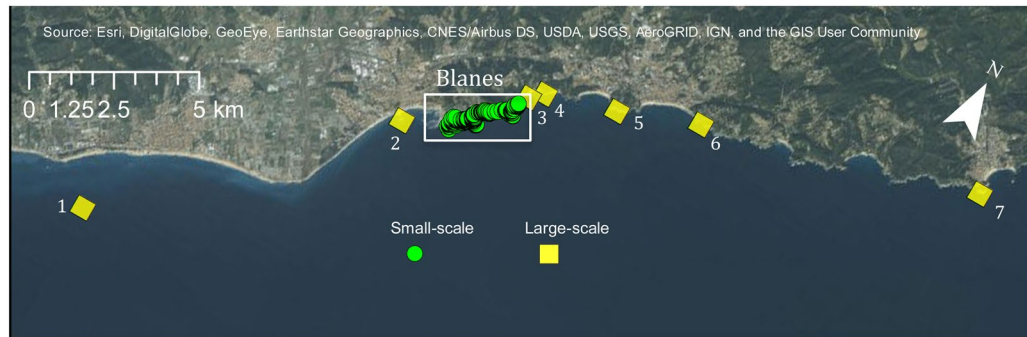 Source: Esri, DigitalGlobe, GeoEye, Earthstar Geographics, CNES/Airbus DS, USDA, USGS, AeroGRID, IGN, and the GIS User Community
N
Blanes
0 1.25 2.5 5 km
3 4
2
5
6
1
7
Small-scale Large-scale